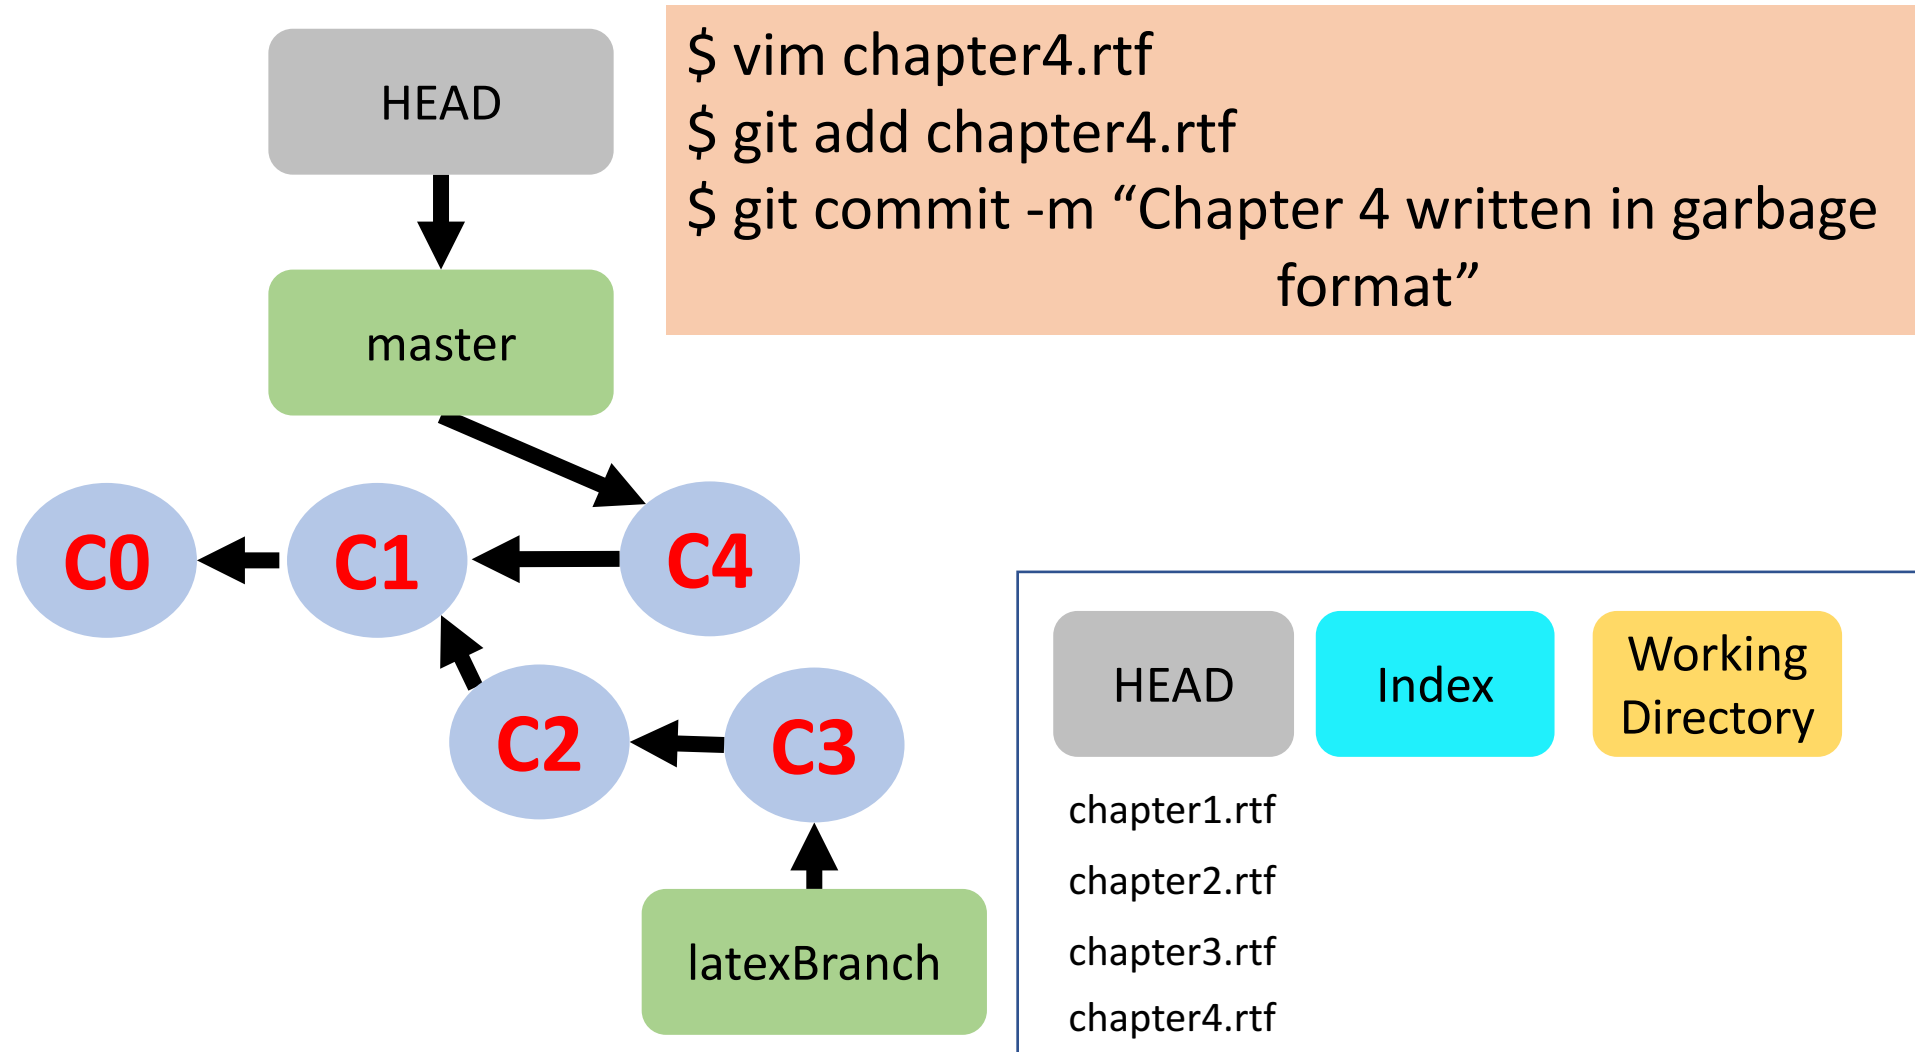 HEAD
$ vim chapter4.rtf
$ git add chapter4.rtf
$ git commit -m “Chapter 4 written in garbage
format”
master
C0
C1
C4
C2
C3
latexBranch
HEAD
Index
Working
Directory
chapter1.rtf
chapter2.rtf
chapter3.rtf
chapter4.rtf